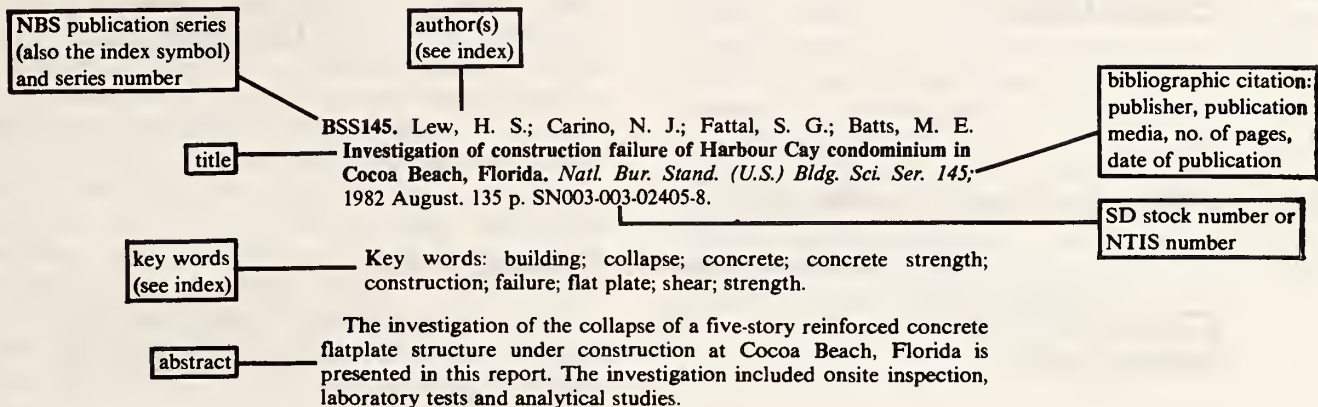 NBS publication series
(also the index symbol)
and series number
author(s)
(see index)
bibliographic citation:
publisher, publication
media, no. of pages,
date of publication
BSS145. Lew, H. S.; Carino, N. J.; Fattal, S. G.; Batts, M. E.
title
Investigation of construction failure of Harbour Cay condominium in
Cocoa Beach, Florida. Natl. Bur. Stand. (U.S.) Bldg. Sci. Ser. 145;
1982 August. 135 p. SN003-003-02405-8.
SD stock number or
NTIS number
key words
(see index)
Key words: building; collapse; concrete; concrete strength;
construction; failure; flat plate; shear; strength.
abstract
The investigation of the collapse of a five-story reinforced concrete
flatplate structure under construction at Cocoa Beach, Florida is
presented in this report. The investigation included onsite inspection,
laboratory tests and analytical studies.